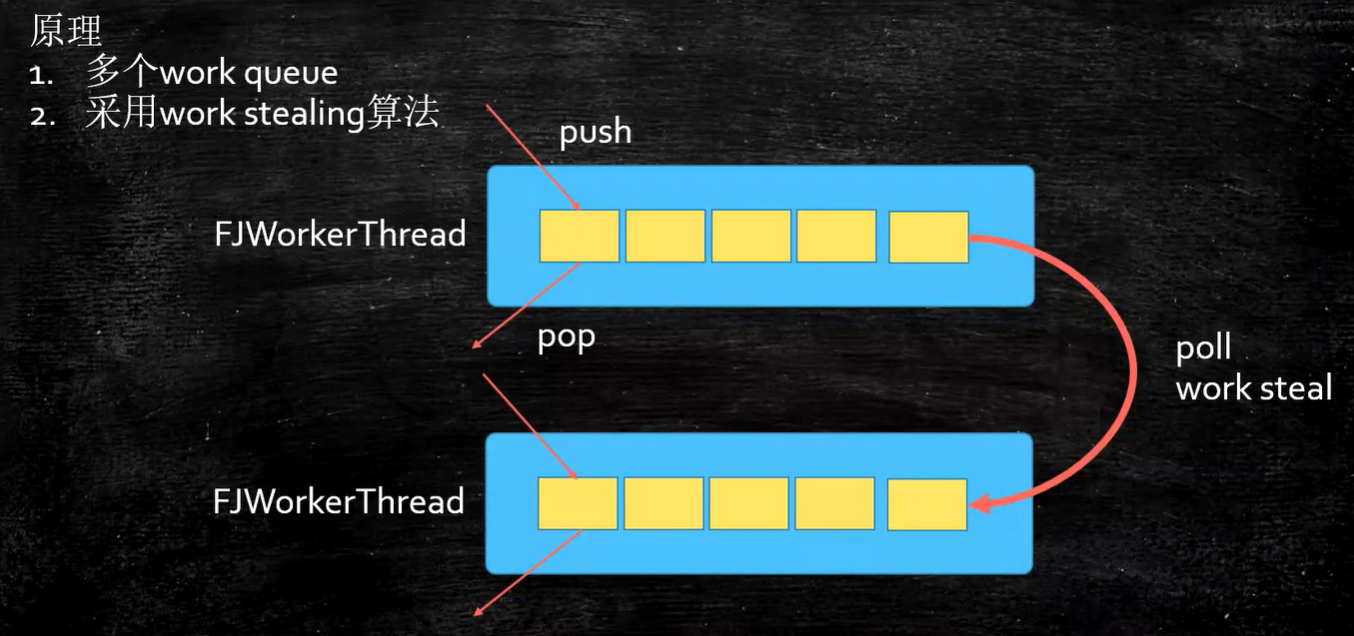 原理
1. 多个work queue
2. 采用work stealing算法
push
FJWorkerThread
pop
poll
work steal
FJWorkerThread